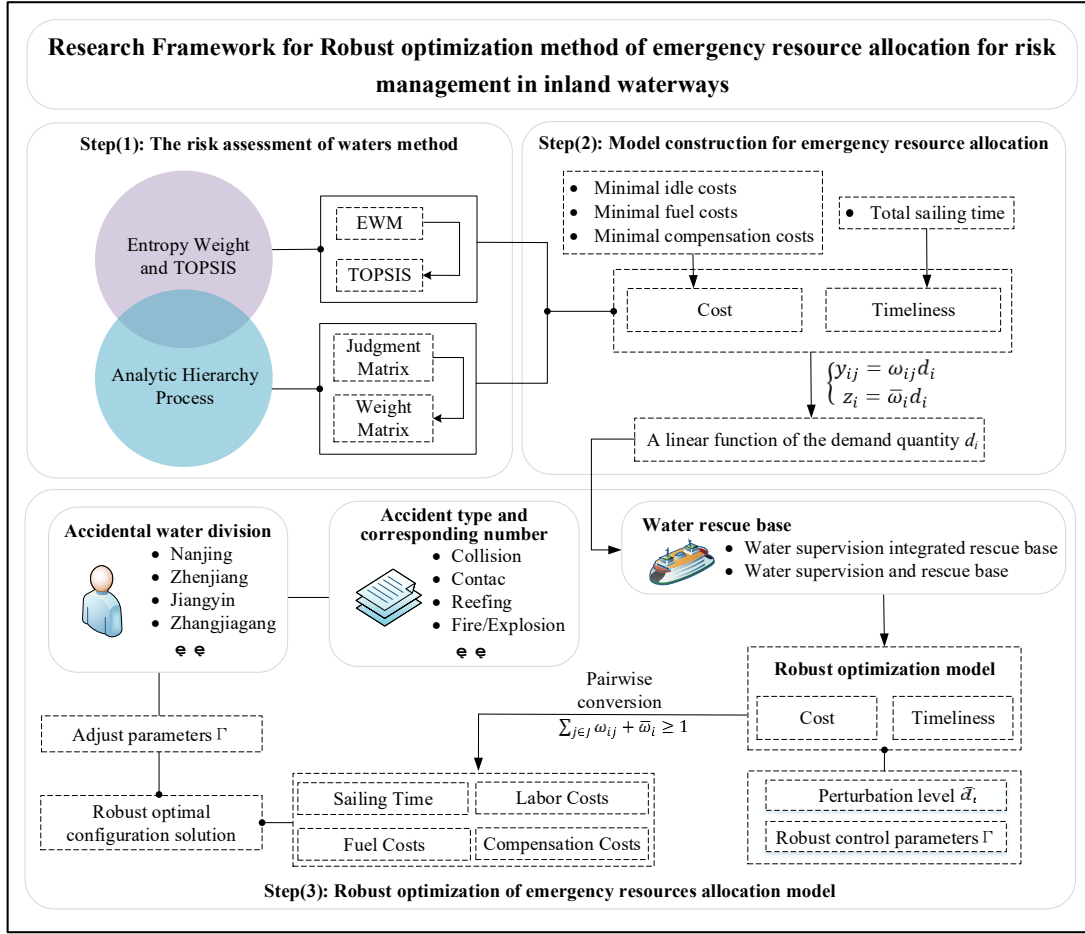 Research Framework for Robust optimization method of emergency resource allocation for risk
management in inland waterways
Step(1): The risk assessment of waters method
Entropy Weight
and TOPSIS
EWM
TOPSIS
Analytic Hierarchy
Process
Judgment
Matrix
Weight
Matrix
Step(2): Model construction for emergency resource allocation
• Minimal idle costs
• Minimal fuel costs
• Minimal compensation costs
• Total sailing time
Cost
Timeliness
{y_{ij} = ω_{ij}d_i
z_i = ω̅_i d_i
A linear function of the demand quantity d_i
Accidental water division
• Nanjing
• Zhenjiang
• Jiangyin
• Zhangjiagang
Accident type and
corresponding number
• Collision
• Contac
• Reefing
• Fire/Explosion
Water rescue base
• Water supervision integrated rescue base
• Water supervision and rescue base
Robust optimization model
Cost
Timeliness
Pairwise
conversion
∑_{j∈J} ω_{ij} + ω̅_i ≥ 1
Adjust parameters Γ
Robust optimal
configuration solution
Sailing Time
Labor Costs
Fuel Costs
Compensation Costs
Perturbation level
Robust control parameters Γ
Step(3): Robust optimization of emergency resources allocation model